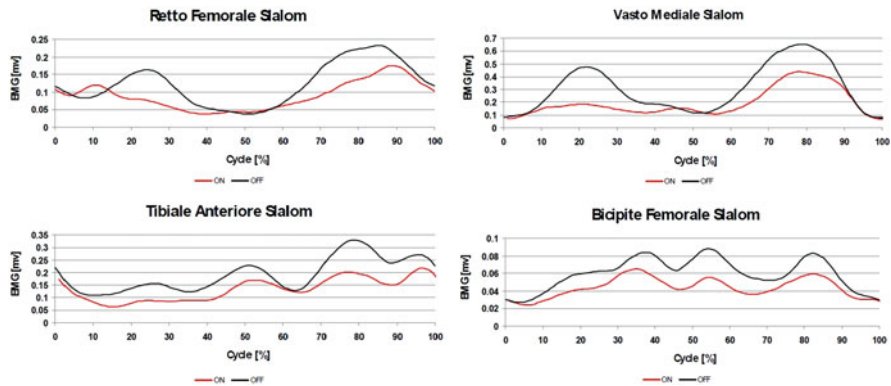 Retto Femorale Slalom
EMG [mv]
0.25
0.2
0.15
0.1
0.05
0
0 10 20 30 40 50 60 70 80 90 100
Cycle [%]
ON OFF
Vasto Mediale Slalom
EMG [mv]
0.7
0.6
0.5
0.4
0.3
0.2
0.1
0
0 10 20 30 40 50 60 70 80 90 100
Cycle [%]
ON OFF
Tibiale Anteriore Slalom
EMG [mv]
0.35
0.3
0.25
0.2
0.15
0.1
0.05
0
0 10 20 30 40 50 60 70 80 90 100
Cycle [%]
ON OFF
Bicipite Femorale Slalom
EMG [mv]
0.1
0.08
0.06
0.04
0.02
0
0 10 20 30 40 50 60 70 80 90 100
Cycle [%]
ON OFF